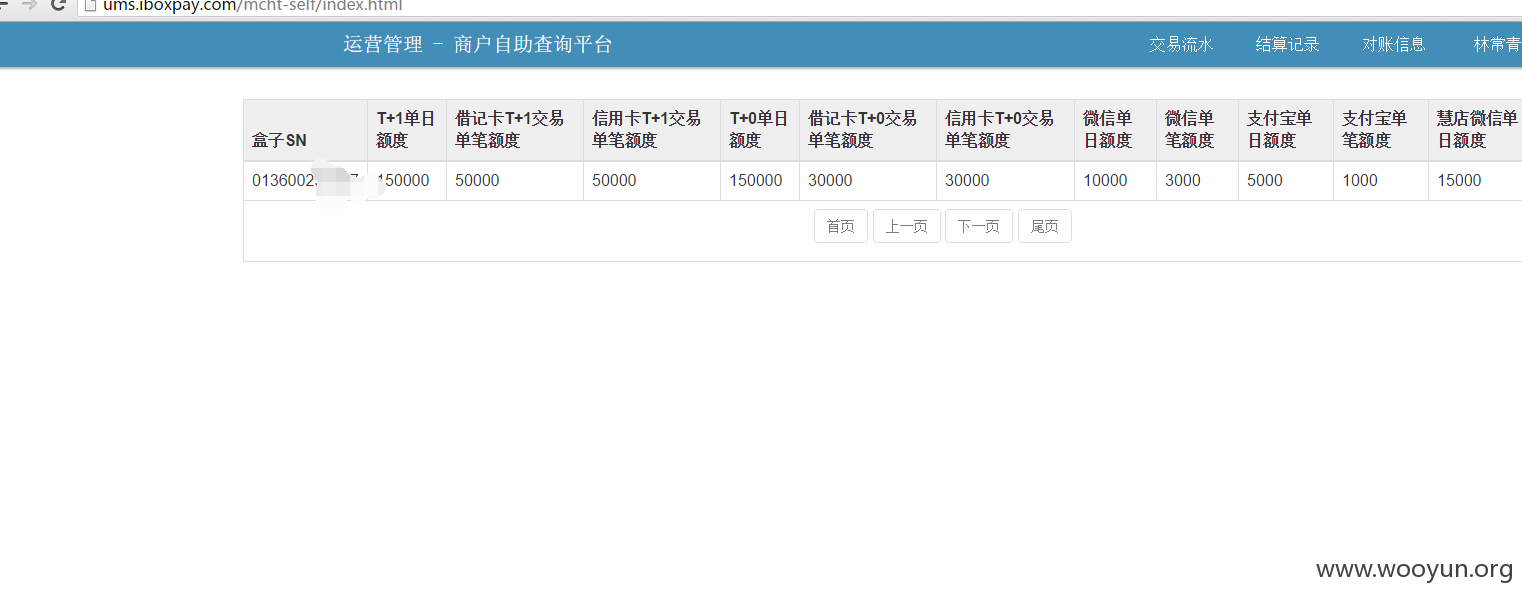 ums.iboxpay.com/mcht-self/index.html
运营管理 - 商户自助查询平台 交易流水 结算记录 对账信息 林常青
盒子SN T+1单日额度 借记卡T+1交易单笔额度 信用卡T+1交易单笔额度 T+0单日额度 借记卡T+0交易单笔额度 信用卡T+0交易单笔额度 微信单日额度 微信单笔额度 支付宝单日额度 支付宝单笔额度 慧店微信单日额度
0136002 150000 50000 50000 150000 30000 30000 10000 3000 5000 1000 15000
首页 上一页 下一页 尾页
www.wooyun.org